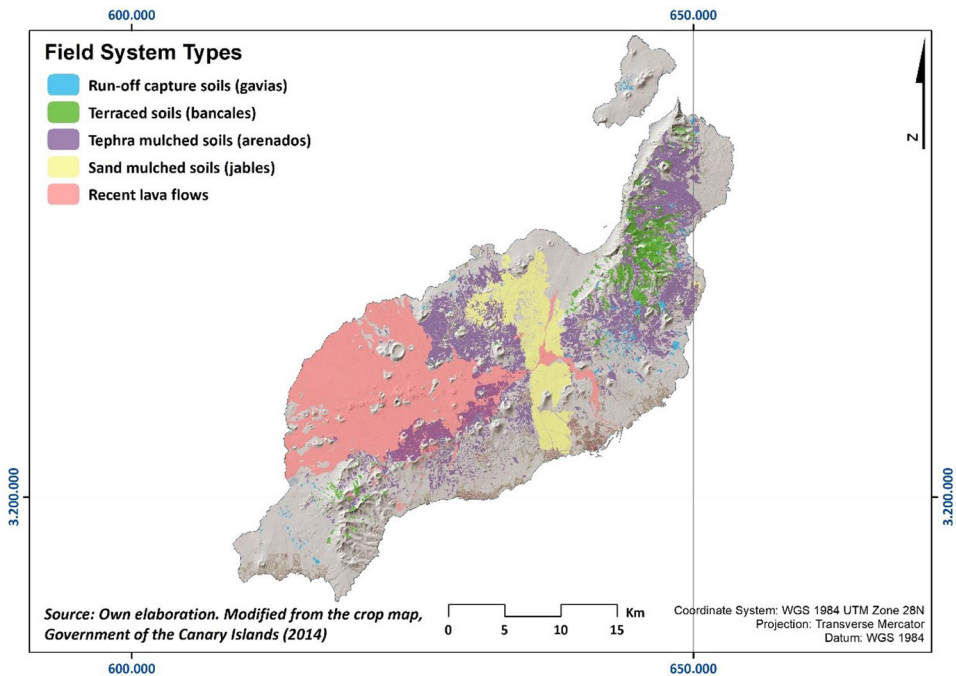 600.000
650.000
Field System Types
Run-off capture soils (gavias)
Terraced soils (bancales)
Tephra mulched soils (arenados)
Sand mulched soils (jables)
Recent lava flows
N
3.200.000
3.200.000
Source: Own elaboration. Modified from the crop map,
Government of the Canary Islands (2014)
Km
0 5 10 15
Coordinate System: WGS 1984 UTM Zone 28N
Projection: Transverse Mercator
Datum: WGS 1984
600.000
650.000